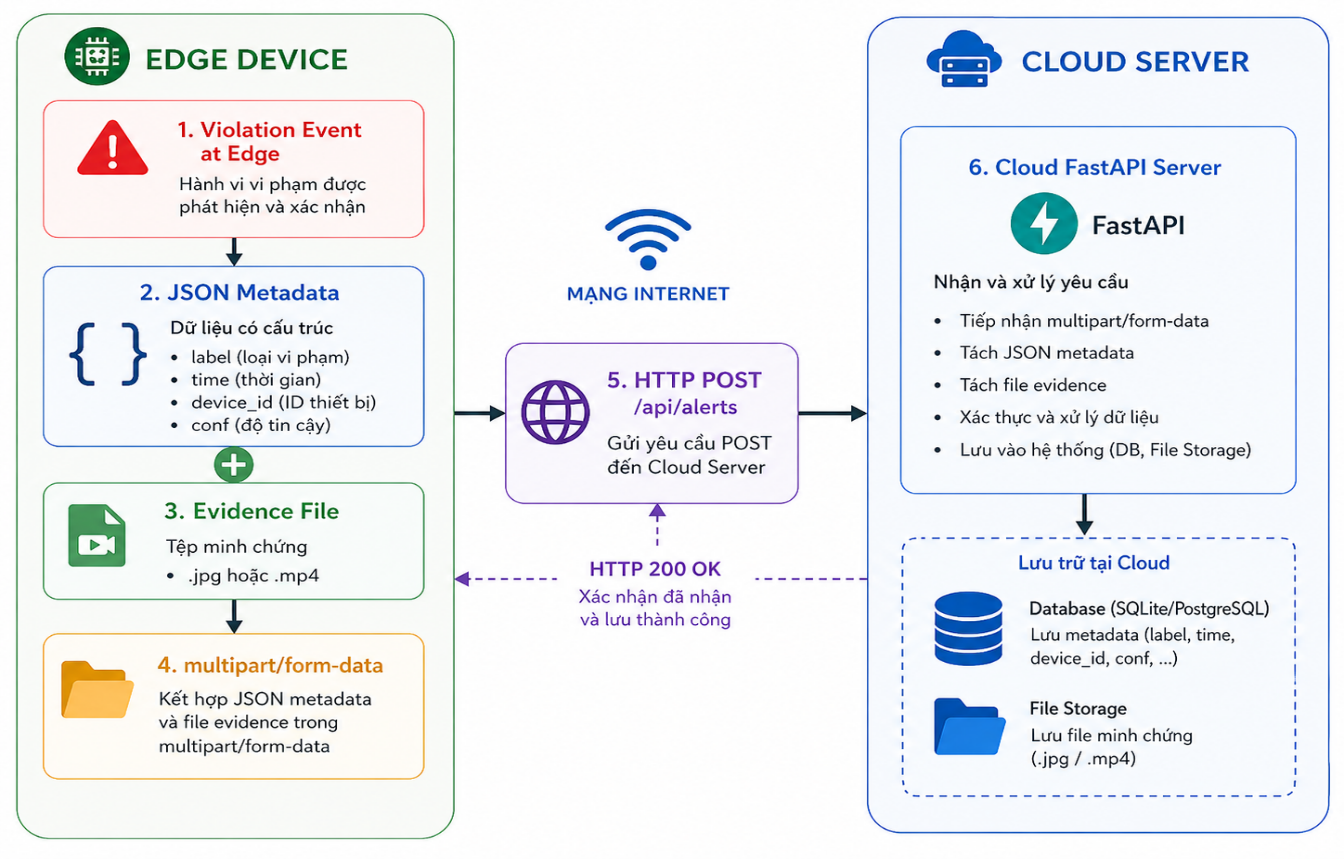 EDGE DEVICE
1. Violation Event
at Edge
Hành vi vi phạm được
phát hiện và xác nhận
2. JSON Metadata
{ }
Dữ liệu có cấu trúc
• label (loại vi phạm)
• time (thời gian)
• device_id (ID thiết bị)
• conf (độ tin cậy)
3. Evidence File
Tệp minh chứng
• .jpg hoặc .mp4
4. multipart/form-data
Kết hợp JSON metadata
và file evidence trong
multipart/form-data
MẠNG INTERNET
5. HTTP POST
/api/alerts
Gửi yêu cầu POST
đến Cloud Server
HTTP 200 OK
Xác nhận đã nhận
và lưu thành công
CLOUD SERVER
6. Cloud FastAPI Server
FastAPI
Nhận và xử lý yêu cầu
• Tiếp nhận multipart/form-data
• Tách JSON metadata
• Tách file evidence
• Xác thực và xử lý dữ liệu
• Lưu vào hệ thống (DB, File Storage)
Lưu trữ tại Cloud
Database (SQLite/PostgreSQL)
Lưu metadata (label, time,
device_id, conf, ...)
File Storage
Lưu file minh chứng
(.jpg / .mp4)